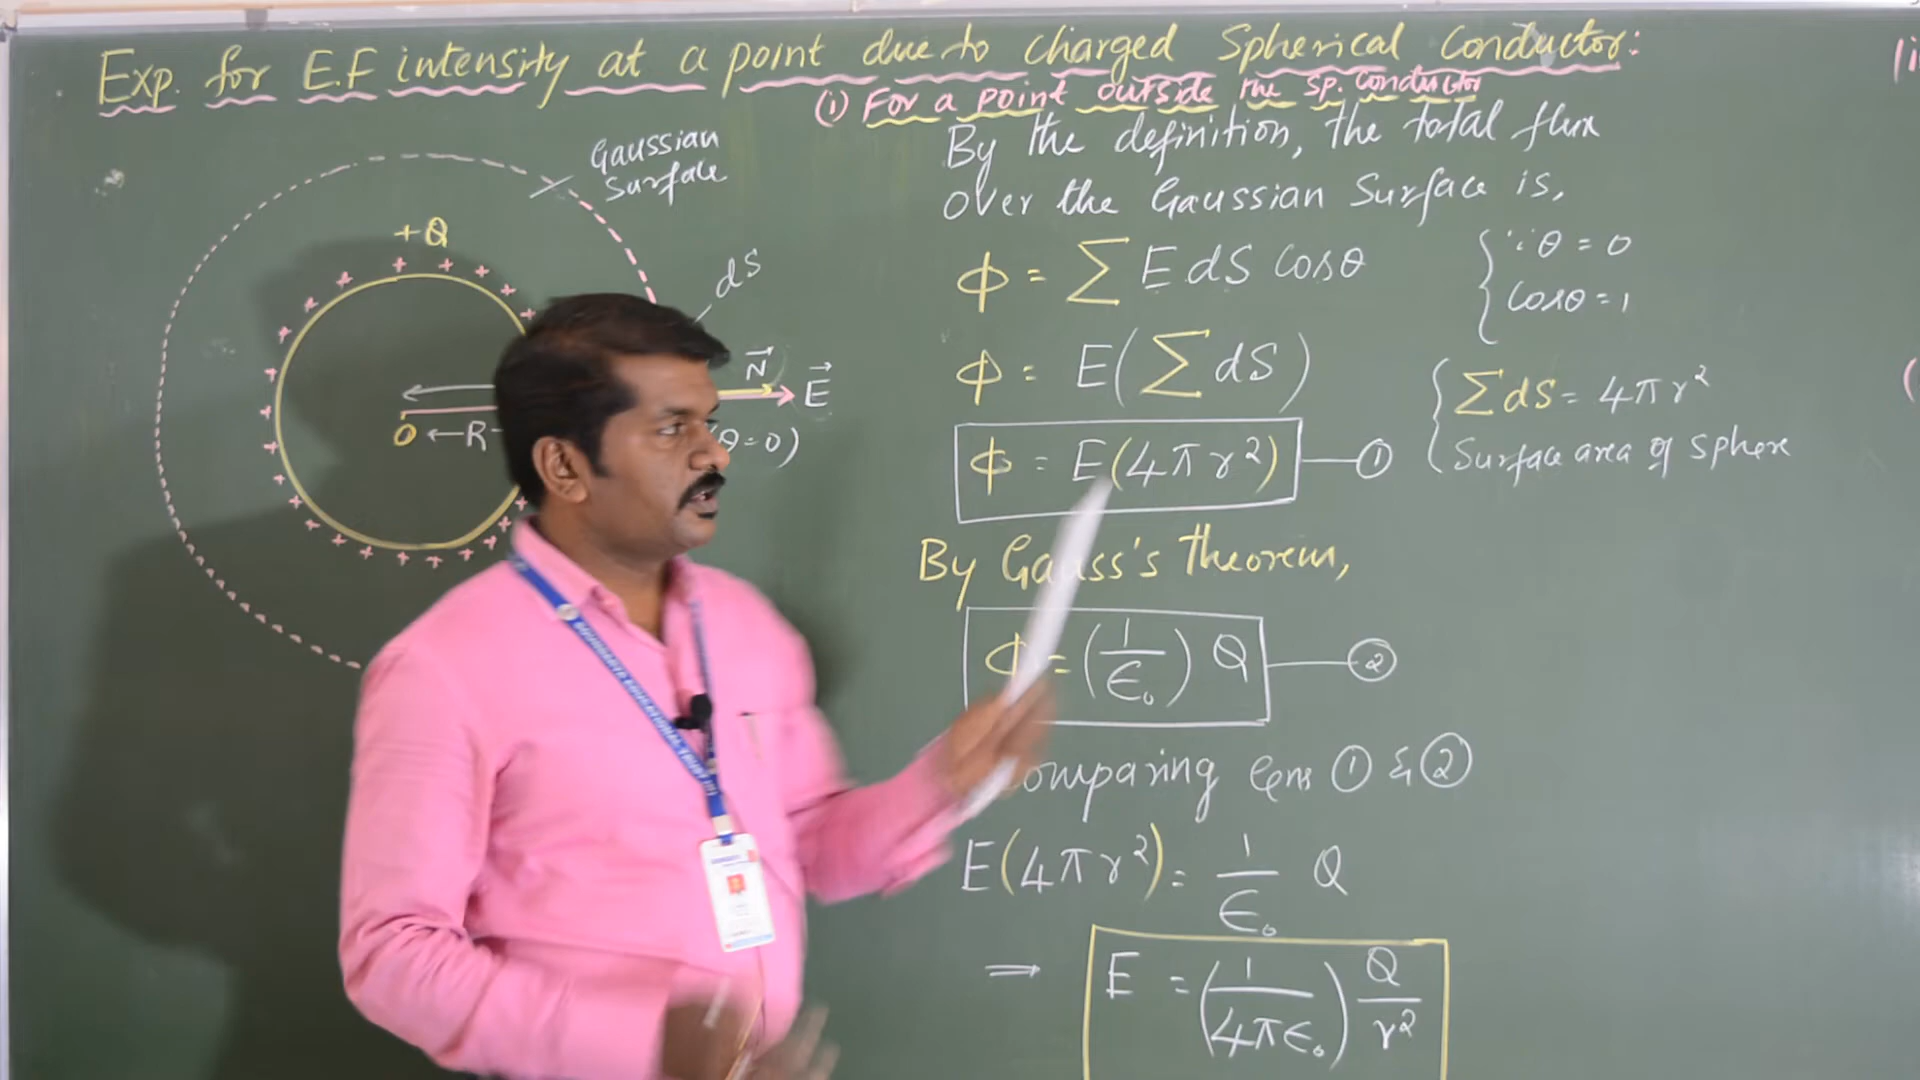 Exp. for E.F intensity at a point due to charged Spherical Conductor:
(i) For a point outside the sp. conductor
Gaussian
Surface
+Q
dS
N⃗
E⃗
O ←R
(θ=0)
By the definition, the total flux
over the Gaussian Surface is,
ϕ = ∑ E dS Cosθ
{ ∵ θ = 0
Cosθ = 1
ϕ = E(∑ dS)
{ ∑ dS = 4πr²
Surface area of sphere
ϕ = E(4πr²) — ①
By Gauss's theorem,
ϕ = (1/ϵ₀) Q — ②
omparing Eqns ① & ②
E(4πr²) = 1/ϵ₀ Q
⇒ E = (1/4πϵ₀) Q/r²